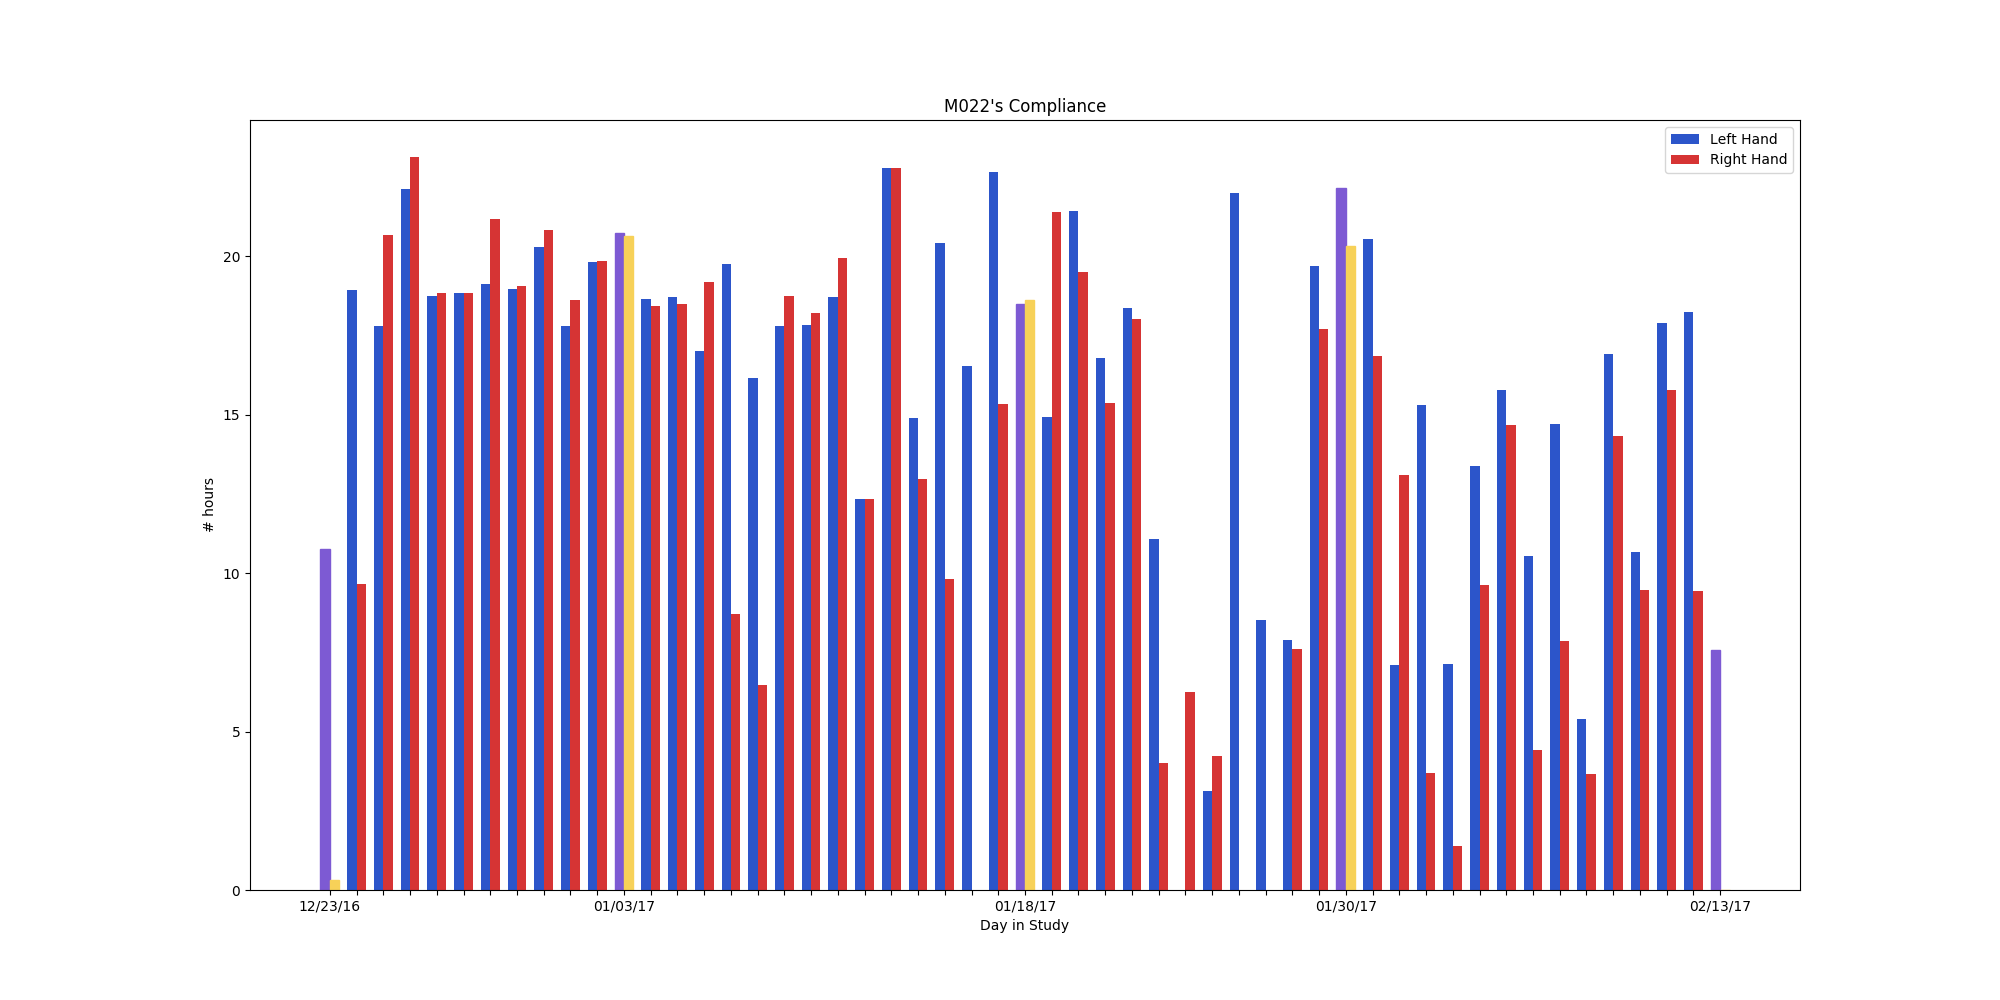 M022's Compliance
Left Hand
Right Hand
# hours
20
15
10
5
0
12/23/16
01/03/17
01/18/17
01/30/17
02/13/17
Day in Study